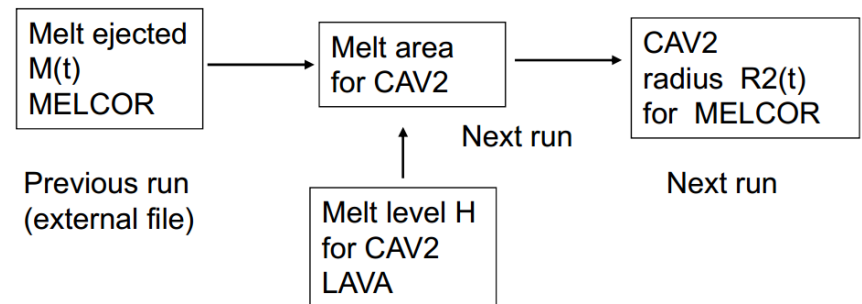 Melt ejected
M(t)
MELCOR
Melt area
for CAV2
CAV2
radius R2(t)
for MELCOR
Next run
Previous run
(external file)
Next run
Melt level H
for CAV2
LAVA